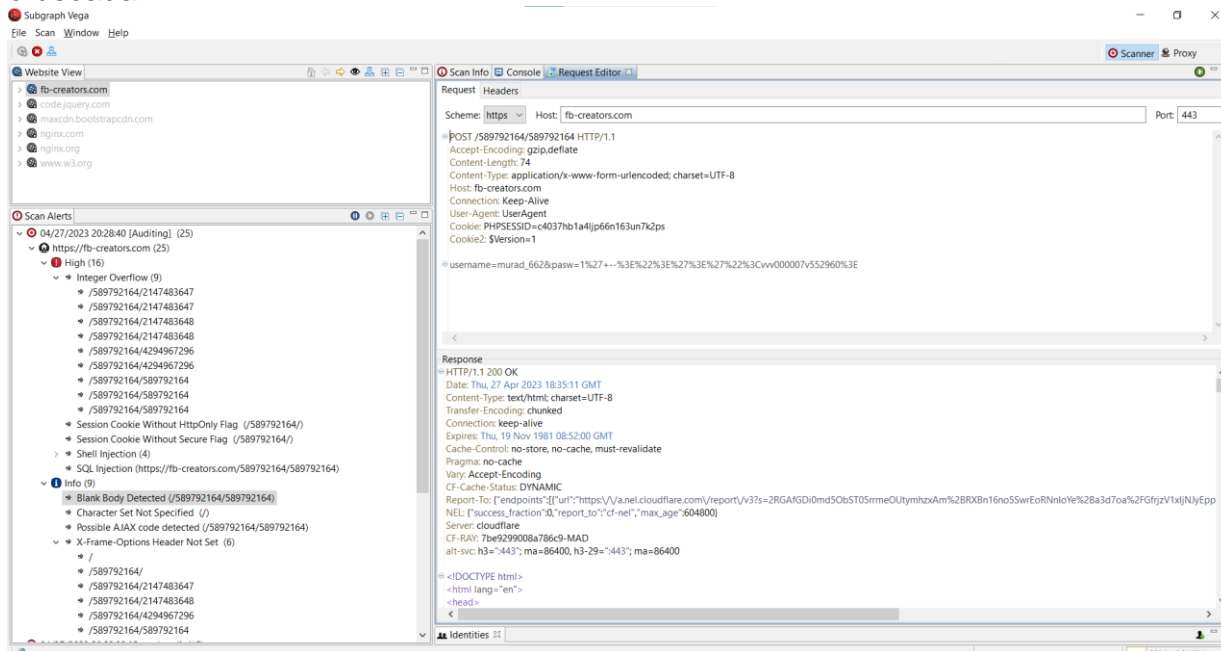 Subgraph Vega
File Scan Window Help
Scanner Proxy
Website View
fb-creators.com
code.jquery.com
maxcdn.bootstrapcdn.com
nginx.com
nginx.org
www.w3.org
Scan Alerts
04/27/2023 20:28:40 [Auditing] (25)
https://fb-creators.com (25)
High (16)
Integer Overflow (9)
/589792164/2147483647
/589792164/2147483647
/589792164/2147483648
/589792164/2147483648
/589792164/4294967296
/589792164/4294967296
/589792164/589792164
/589792164/589792164
/589792164/589792164
Session Cookie Without HttpOnly Flag (/589792164/)
Session Cookie Without Secure Flag (/589792164/)
Shell Injection (4)
SQL Injection (https://fb-creators.com/589792164/589792164)
Info (9)
Blank Body Detected (/589792164/589792164)
Character Set Not Specified (/)
Possible AJAX code detected (/589792164/589792164)
X-Frame-Options Header Not Set (6)
/
/589792164/
/589792164/2147483647
/589792164/2147483648
/589792164/4294967296
/589792164/589792164
Scan Info Console Request Editor
Request Headers
Scheme: https Host: fb-creators.com Port: 443
POST /589792164/589792164 HTTP/1.1
Accept-Encoding: gzip,deflate
Content-Length: 74
Content-Type: application/x-www-form-urlencoded; charset=UTF-8
Host: fb-creators.com
Connection: Keep-Alive
User-Agent: UserAgent
Cookie: PHPSESSID=c4037hb1a4ljp66n163un7k2ps
Cookie2: $Version=1
username=murad_662&pasw=1%27+--%3E%22%3E%27%3E%27%22%3Cvvv000007v552960%3E
Response
HTTP/1.1 200 OK
Date: Thu, 27 Apr 2023 18:35:11 GMT
Content-Type: text/html; charset=UTF-8
Transfer-Encoding: chunked
Connection: keep-alive
Expires: Thu, 19 Nov 1981 08:52:00 GMT
Cache-Control: no-store, no-cache, must-revalidate
Pragma: no-cache
Vary: Accept-Encoding
CF-Cache-Status: DYNAMIC
Report-To: {"endpoints":[{"url":"https:\/\/a.nel.cloudflare.com\/report\/v3?s=2RGAfGDi0md5ObST05rrmeOUtymhzxAm%2BRXBn16no5SwrEoRNnIoYe%2Ba3d7oa%2FGfrjzV1xljNJyEpp
NEL: {"success_fraction":0,"report_to":"cf-nel","max_age":604800}
Server: cloudflare
CF-RAY: 7be9299008a786c9-MAD
alt-svc: h3=":443"; ma=86400, h3-29=":443"; ma=86400
<!DOCTYPE html>
<html lang="en">
<head>
Identities